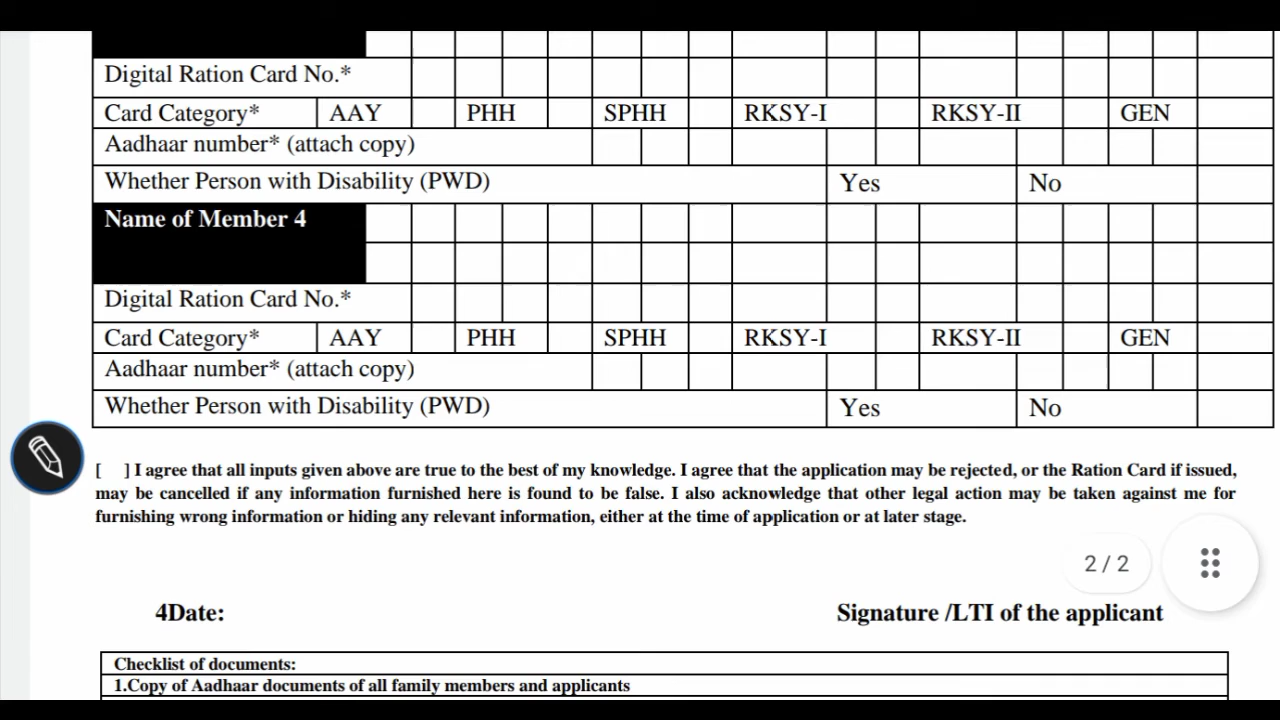 Digital Ration Card No.*
Card Category* AAY PHH SPHH RKSY-I RKSY-II GEN
Aadhaar number* (attach copy)
Whether Person with Disability (PWD) Yes No
Name of Member 4
Digital Ration Card No.*
Card Category* AAY PHH SPHH RKSY-I RKSY-II GEN
Aadhaar number* (attach copy)
Whether Person with Disability (PWD) Yes No
[ ] I agree that all inputs given above are true to the best of my knowledge. I agree that the application may be rejected, or the Ration Card if issued,
may be cancelled if any information furnished here is found to be false. I also acknowledge that other legal action may be taken against me for
furnishing wrong information or hiding any relevant information, either at the time of application or at later stage.
2 / 2
4Date: Signature /LTI of the applicant
Checklist of documents:
1.Copy of Aadhaar documents of all family members and applicants